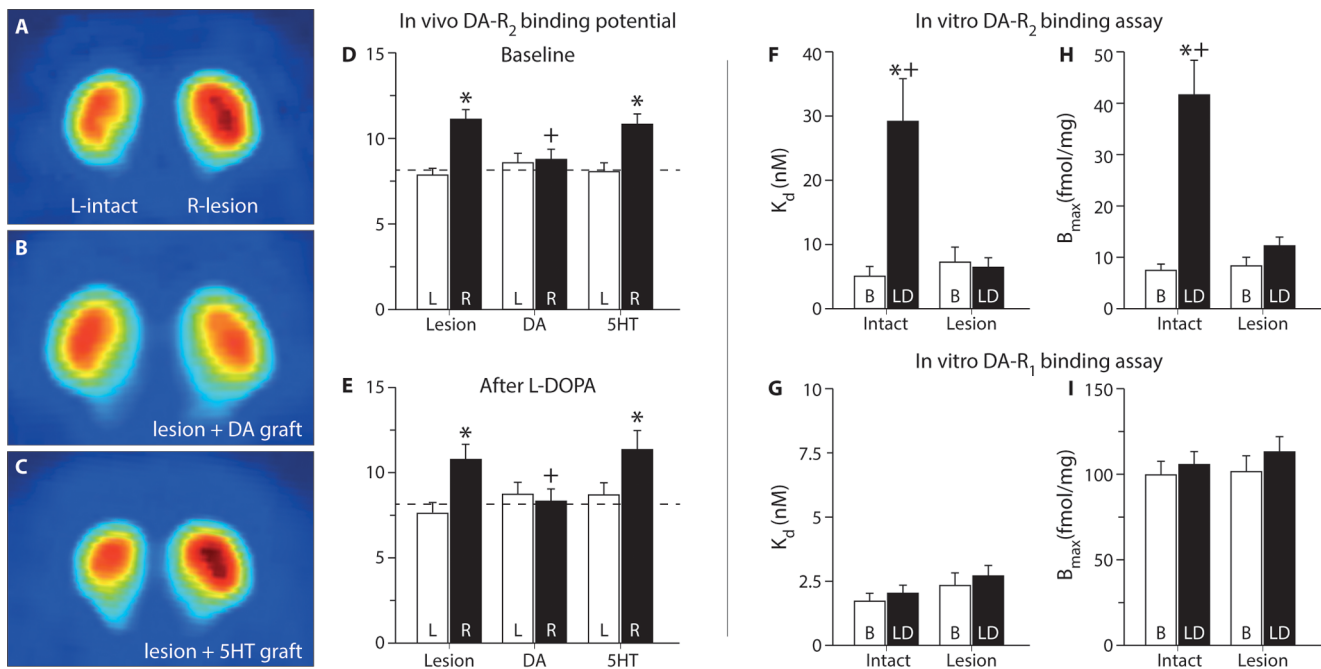 A
L-intact R-lesion
B
lesion + DA graft
C
lesion + 5HT graft
In vivo DA-R2 binding potential
D
Baseline
15
10
5
0
L R L R L R
Lesion DA 5HT
* + *
E
After L-DOPA
15
10
5
0
L R L R L R
Lesion DA 5HT
* + *
In vitro DA-R2 binding assay
F
40
30
20
10
0
Kd (nM)
*+
B LD B LD
Intact Lesion
H
50
40
30
20
10
0
Bmax(fmol/mg)
*+
B LD B LD
Intact Lesion
In vitro DA-R1 binding assay
G
10
7.5
5
2.5
0
Kd (nM)
B LD B LD
Intact Lesion
I
150
100
50
0
Bmax(fmol/mg)
B LD B LD
Intact Lesion